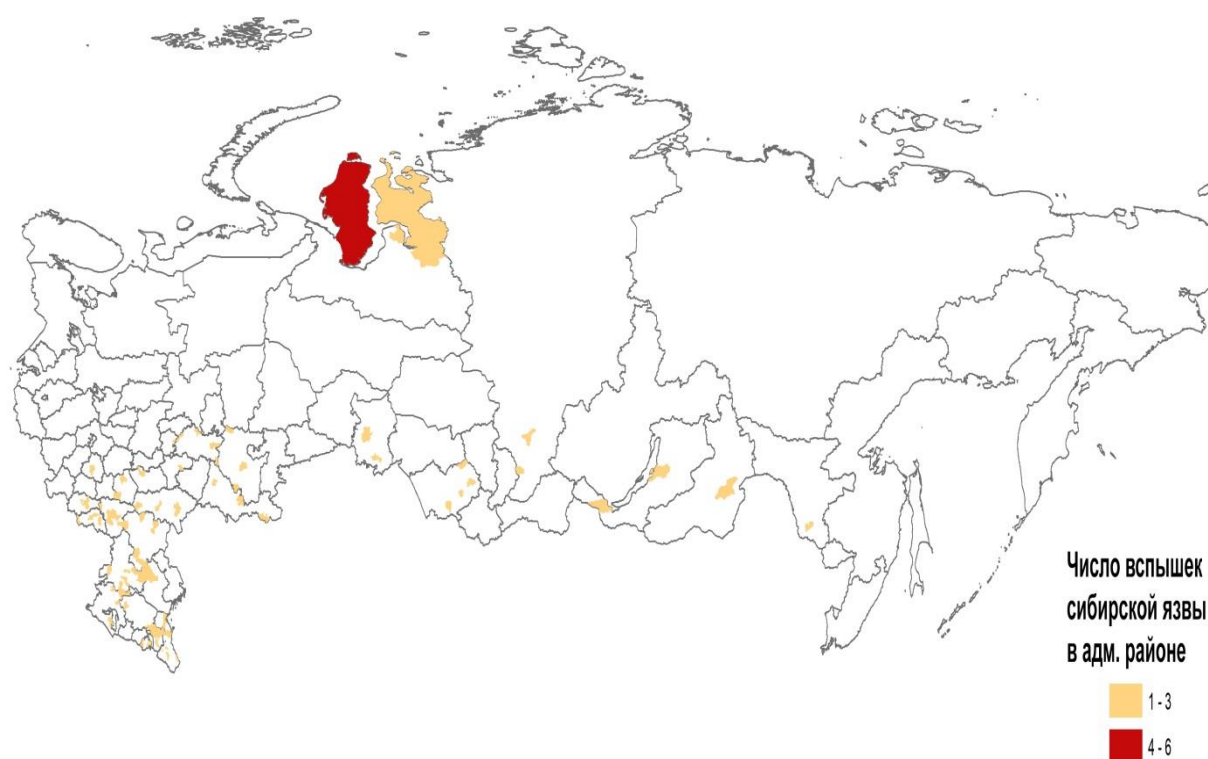 Число вспышек
сибирской язвы
в адм. районе
1 - 3
4 - 6